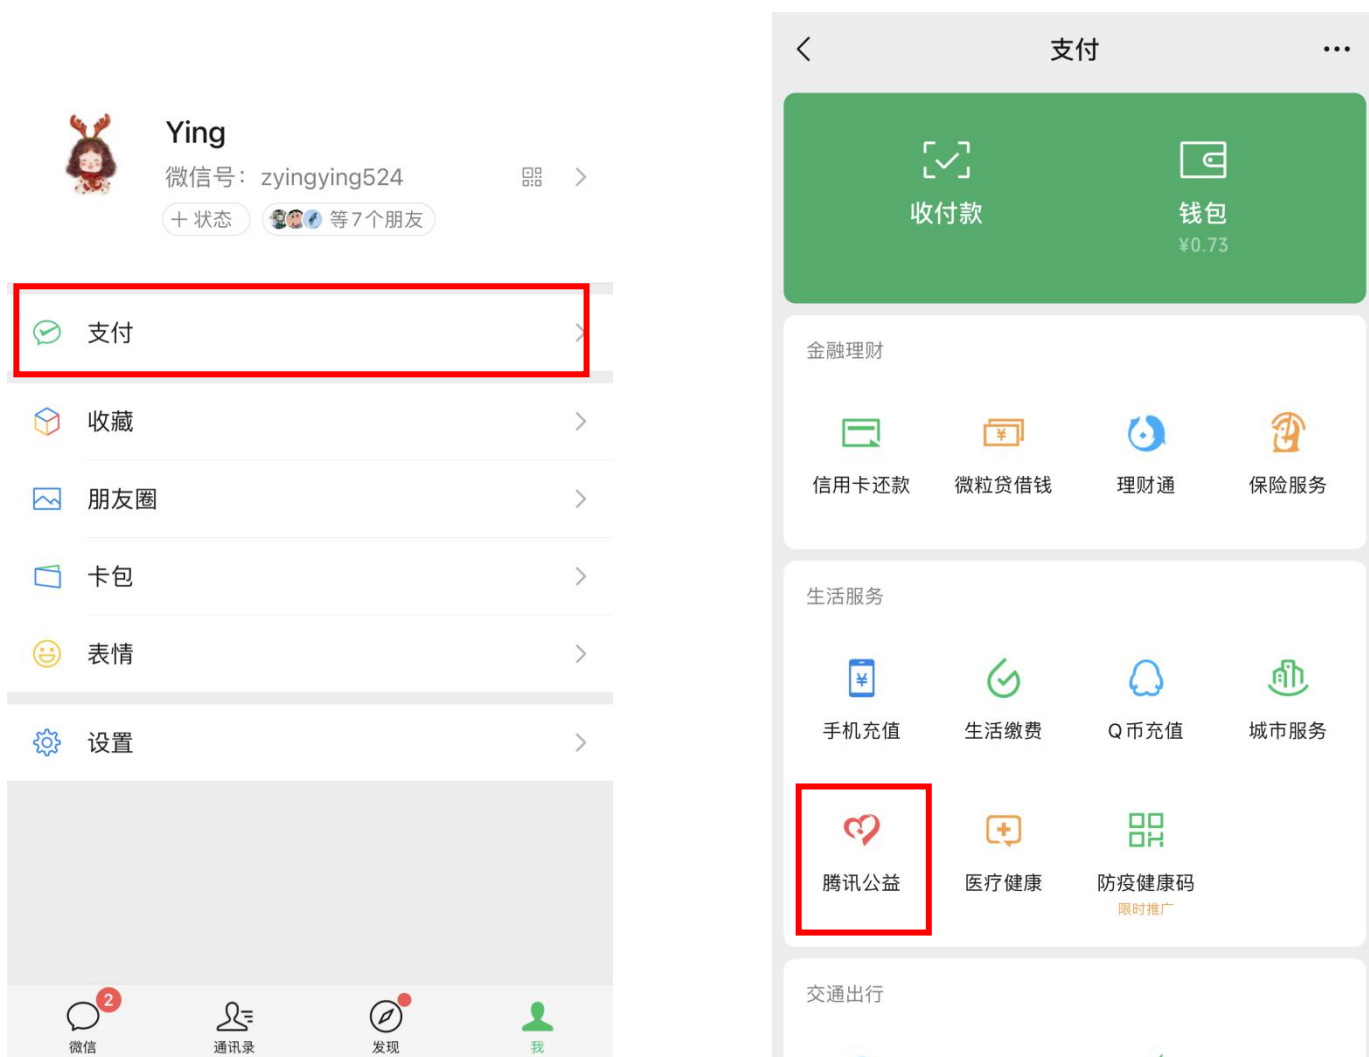 Ying
微信号：zyingying524
+ 状态
等7个朋友
支付
收藏
朋友圈
卡包
表情
设置
2
微信
通讯录
发现
我
支付
收付款
钱包
¥0.73
金融理财
信用卡还款
微粒贷借钱
理财通
保险服务
生活服务
手机充值
生活缴费
Q币充值
城市服务
腾讯公益
医疗健康
防疫健康码
限时推广
交通出行